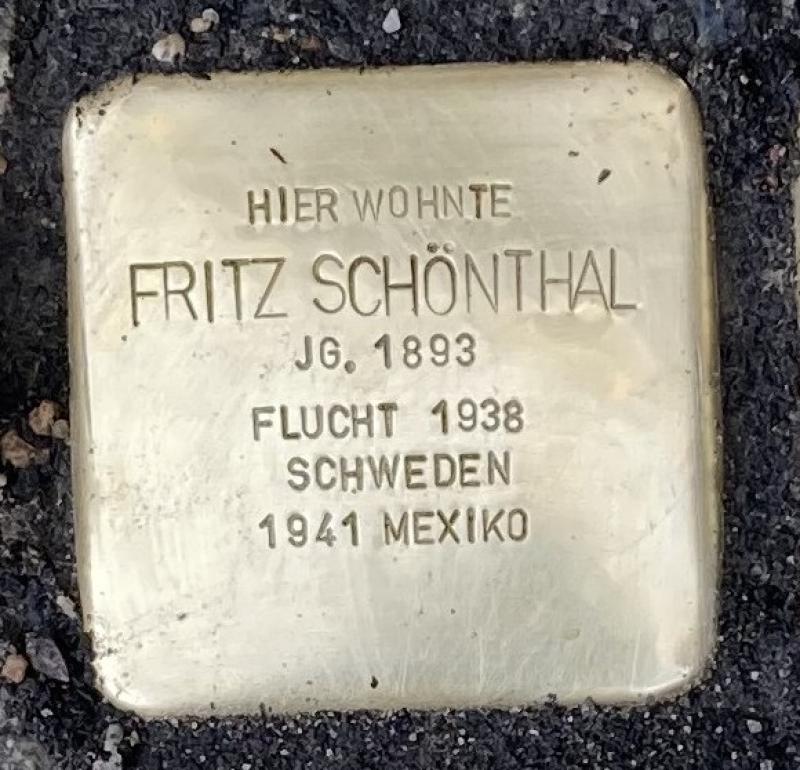 HIER WOHNTE
FRITZ SCHÖNTHAL
JG. 1893
FLUCHT 1938
SCHWEDEN
1941 MEXIKO